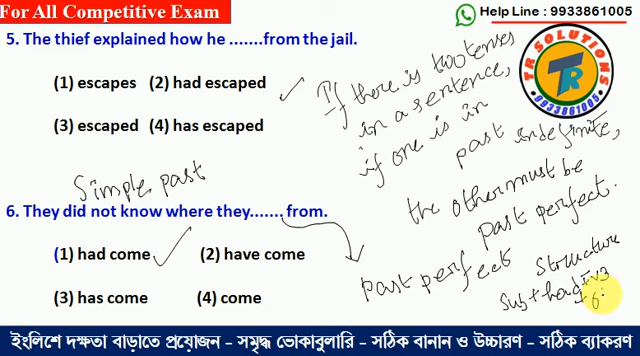 For All Competitive Exam
Help Line : 9933861005
5. The thief explained how he .......from the jail.
(1) escapes (2) had escaped
(3) escaped (4) has escaped
If there is two tenses
in a sentence,
if one is in
past indefinite,
the other must be
past perfect.
TR SOLUTIONS
TR
9933861005
Simple past
6. They did not know where they....... from.
(1) had come (2) have come
(3) has come (4) come
past perfect structure
Sub + had + v3
ইংলিশে দক্ষতা বাড়াতে প্রয়োজন - সমৃদ্ধ ভোকাবুলারি - সঠিক বানান ও উচ্চারণ - সঠিক ব্যাকরণ